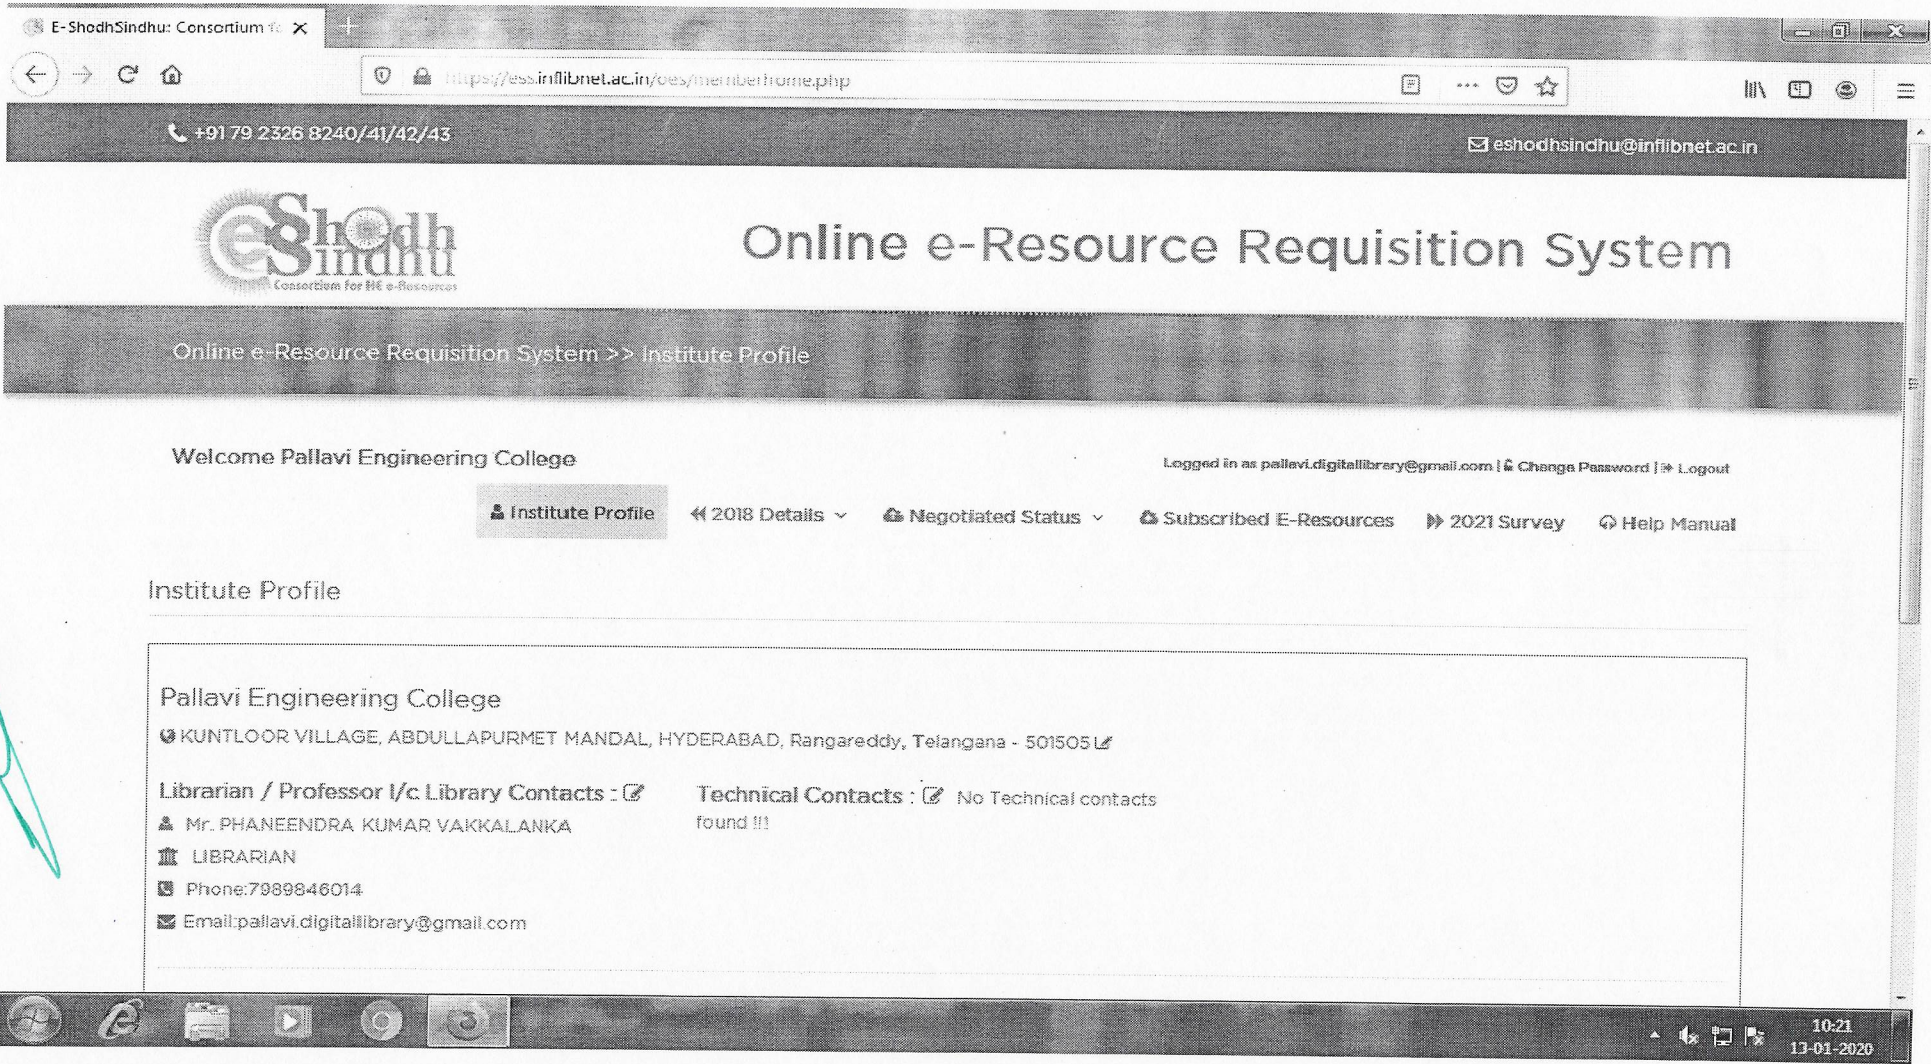 E-ShodhSindhu: Consortium fo
https://ess.inflibnet.ac.in/oes/memberhome.php
+91 79 2326 8240/41/42/43
eshodhsindhu@inflibnet.ac.in
eShodh
Sindhu
Consortium for HE e-Resources
Online e-Resource Requisition System
Online e-Resource Requisition System >> Institute Profile
Welcome Pallavi Engineering College
Logged in as pallavi.digitallibrary@gmail.com | Change Password | Logout
Institute Profile 2018 Details Negotiated Status Subscribed E-Resources 2021 Survey Help Manual
Institute Profile
Pallavi Engineering College
KUNTLOOR VILLAGE, ABDULLAPURMET MANDAL, HYDERABAD, Rangareddy, Telangana - 501505
Librarian / Professor I/c Library Contacts :
Technical Contacts : No Technical contacts
found !!!
Mr. PHANEENDRA KUMAR VAKKALANKA
LIBRARIAN
Phone:7989846014
Email:pallavi.digitallibrary@gmail.com
10:21
13-01-2020